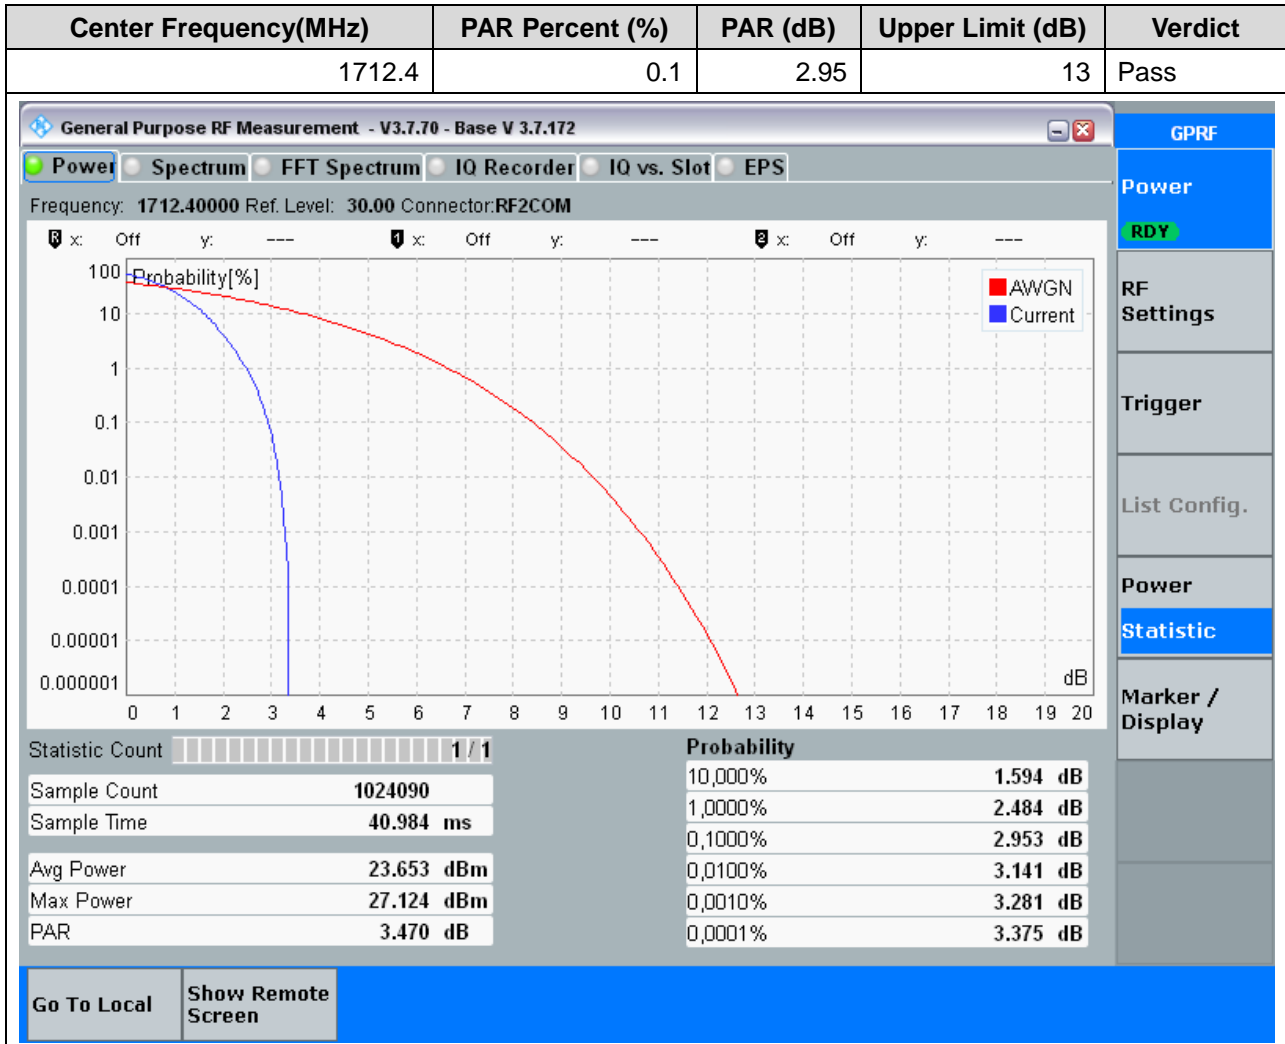 Center Frequency(MHz) PAR Percent (%) PAR (dB) Upper Limit (dB) Verdict
1712.4 0.1 2.95 13 Pass
General Purpose RF Measurement - V3.7.70 - Base V 3.7.172
GPRF
Power Spectrum FFT Spectrum IQ Recorder IQ vs. Slot EPS
Power
RDY
Frequency: 1712.40000 Ref. Level: 30.00 Connector:RF2COM
R x: Off y: --- 1 x: Off y: --- 2 x: Off y: ---
Probability[%]
AWGN
Current
100
10
1
0.1
0.01
0.001
0.0001
0.00001
0.000001
dB
0 1 2 3 4 5 6 7 8 9 10 11 12 13 14 15 16 17 18 19 20
RF
Settings
Trigger
List Config.
Power
Statistic
Marker /
Display
Statistic Count 1 / 1
Sample Count 1024090
Sample Time 40.984 ms
Avg Power 23.653 dBm
Max Power 27.124 dBm
PAR 3.470 dB
Probability
10,000% 1.594 dB
1,0000% 2.484 dB
0,1000% 2.953 dB
0,0100% 3.141 dB
0,0010% 3.281 dB
0,0001% 3.375 dB
Go To Local
Show Remote
Screen